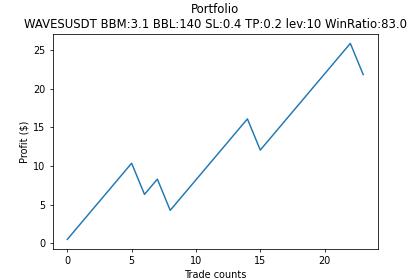 Portfolio
WAVESUSDT BBM:3.1 BBL:140 SL:0.4 TP:0.2 lev:10 WinRatio:83.0
25
20
15
10
5
0
Profit ($)
0 5 10 15 20
Trade counts